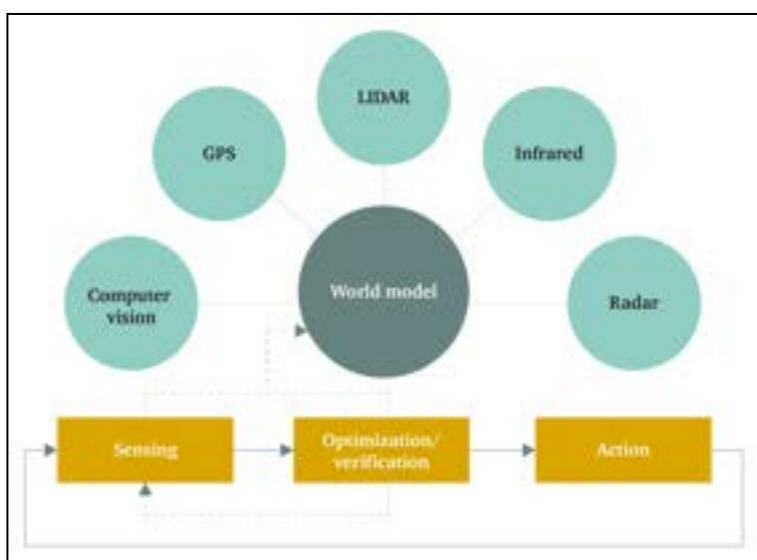 LIDAR
GPS
Infrared
World model
Computer
vision
Radar
Sensing
Optimization/
verification
Action